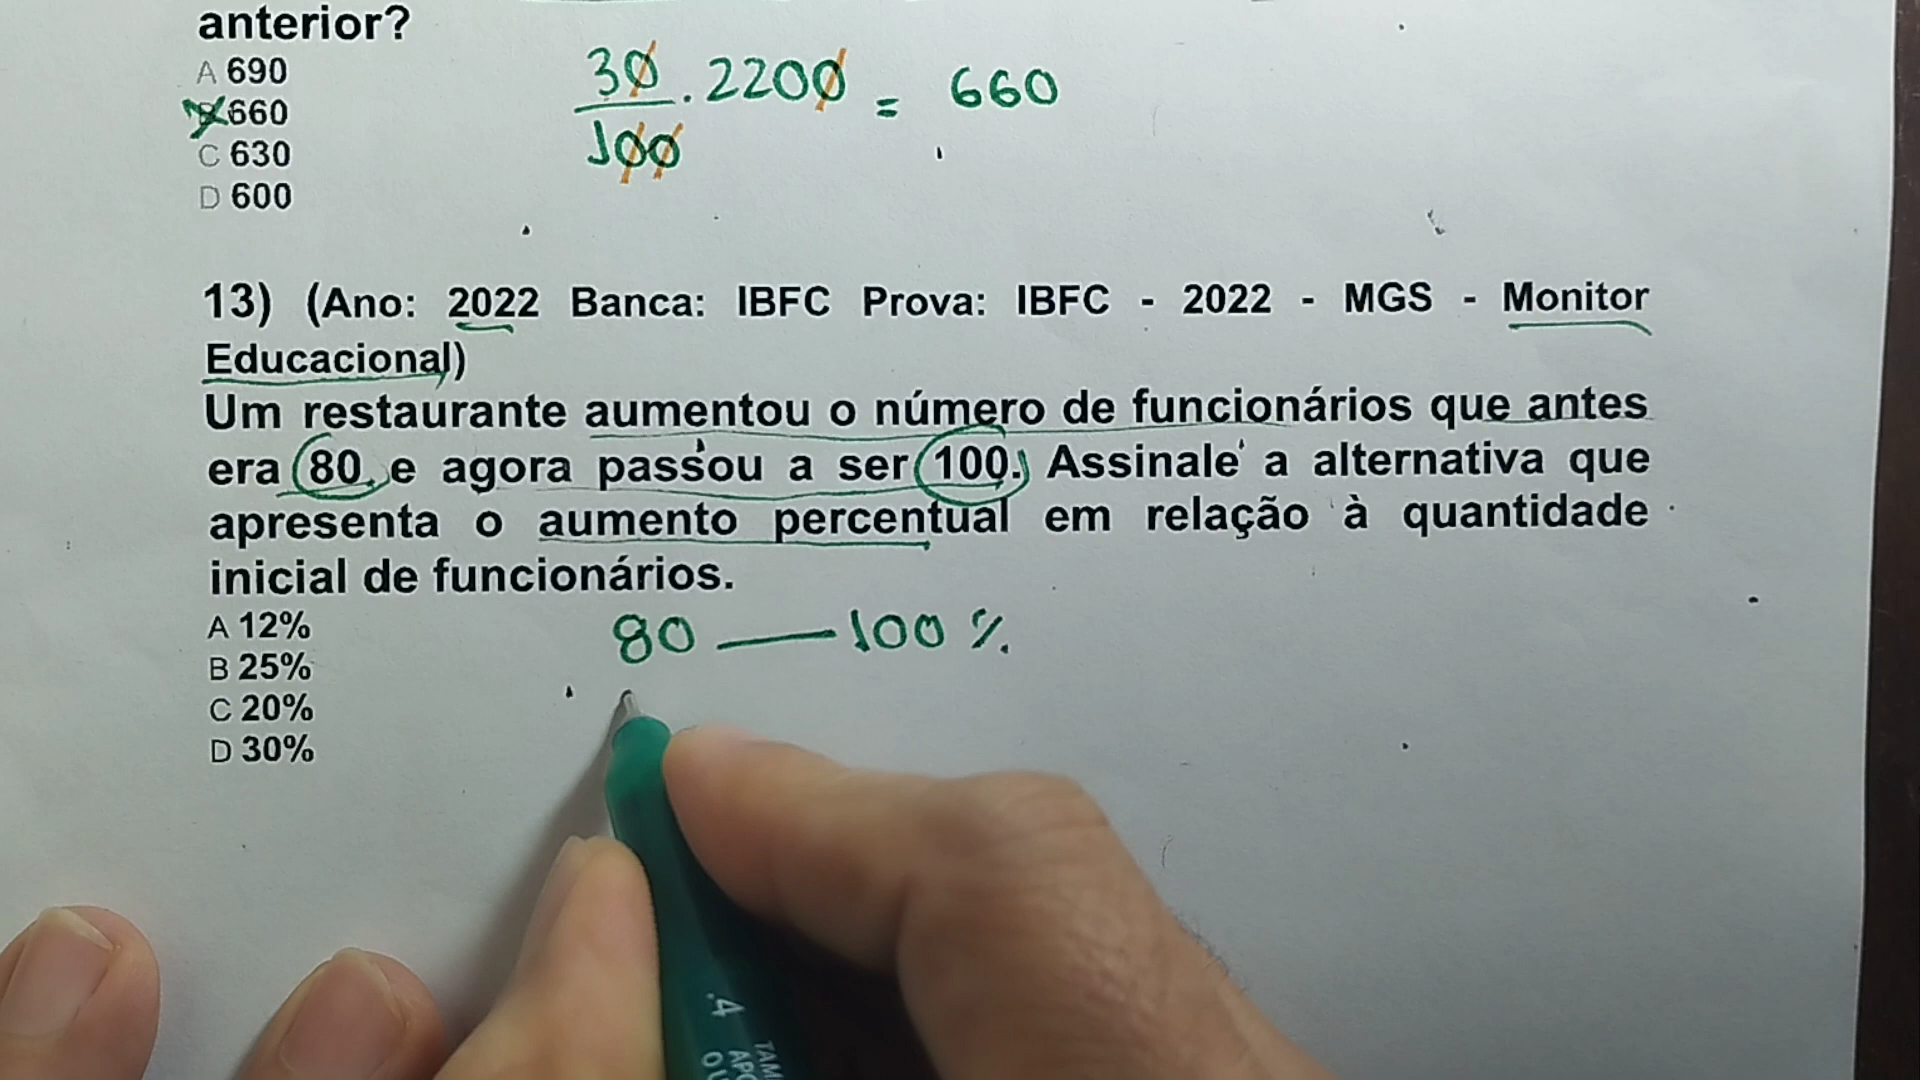 anterior?
A 690
B 660
C 630
D 600
30/100 . 2200 = 660
13) (Ano: 2022 Banca: IBFC Prova: IBFC - 2022 - MGS - Monitor
Educacional)
Um restaurante aumentou o número de funcionários que antes
era 80, e agora passou a ser 100. Assinale a alternativa que
apresenta o aumento percentual em relação à quantidade
inicial de funcionários.
A 12%
B 25%
C 20%
D 30%
80 — 100 %
.4